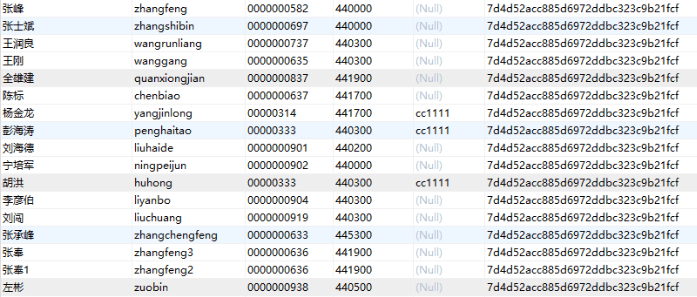 张峰 zhangfeng 0000000582 440000 (Null) 7d4d52acc885d6972ddbc323c9b21fcf
张士斌 zhangshibin 0000000697 440000 (Null) 7d4d52acc885d6972ddbc323c9b21fcf
王润良 wangrunliang 0000000737 440300 (Null) 7d4d52acc885d6972ddbc323c9b21fcf
王刚 wanggang 0000000635 440300 (Null) 7d4d52acc885d6972ddbc323c9b21fcf
全雄建 quanxiongjian 0000000837 441900 (Null) 7d4d52acc885d6972ddbc323c9b21fcf
陈标 chenbiao 0000000637 441700 (Null) 7d4d52acc885d6972ddbc323c9b21fcf
杨金龙 yangjinlong 00000314 441700 cc1111 7d4d52acc885d6972ddbc323c9b21fcf
彭海涛 penghaitao 00000333 440300 cc1111 7d4d52acc885d6972ddbc323c9b21fcf
刘海德 liuhaide 0000000901 440200 (Null) 7d4d52acc885d6972ddbc323c9b21fcf
宁培军 ningpeijun 0000000902 440000 (Null) 7d4d52acc885d6972ddbc323c9b21fcf
胡洪 huhong 00000333 440300 cc1111 7d4d52acc885d6972ddbc323c9b21fcf
李彦伯 liyanbo 0000000904 440300 (Null) 7d4d52acc885d6972ddbc323c9b21fcf
刘闯 liuchuang 0000000919 440300 (Null) 7d4d52acc885d6972ddbc323c9b21fcf
张承峰 zhangchengfeng 0000000633 445300 (Null) 7d4d52acc885d6972ddbc323c9b21fcf
张辜 zhangfeng3 0000000636 441900 (Null) 7d4d52acc885d6972ddbc323c9b21fcf
张辜1 zhangfeng2 0000000636 441900 (Null) 7d4d52acc885d6972ddbc323c9b21fcf
左彬 zuobin 0000000938 440500 (Null) 7d4d52acc885d6972ddbc323c9b21fcf